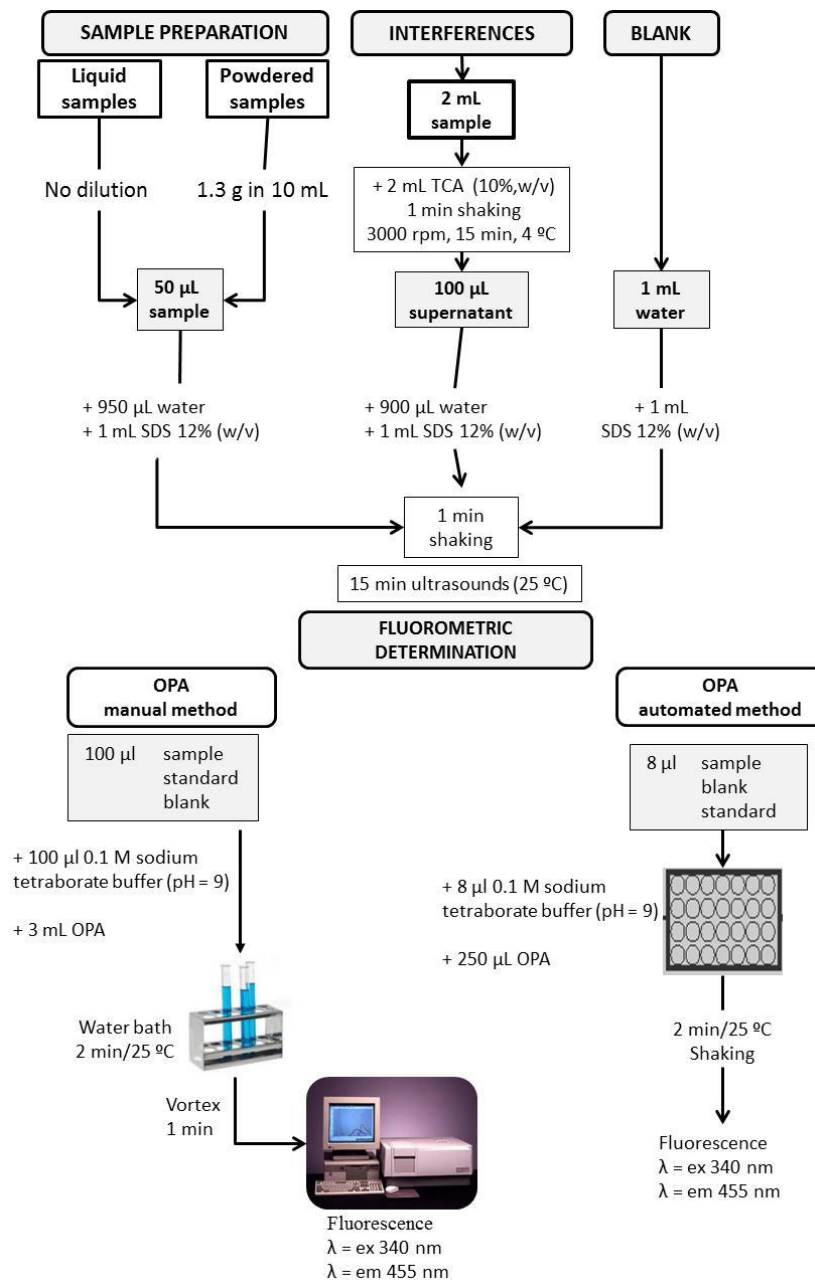 SAMPLE PREPARATION
INTERFERENCES
BLANK
Liquid
samples
Powdered
samples
2 mL
sample
No dilution
1.3 g in 10 mL
+ 2 mL TCA (10%,w/v)
1 min shaking
3000 rpm, 15 min, 4 ºC
50 µL
sample
100 µL
supernatant
1 mL
water
+ 950 µL water
+ 1 mL SDS 12% (w/v)
+ 900 µL water
+ 1 mL SDS 12% (w/v)
+ 1 mL
SDS 12% (w/v)
1 min
shaking
15 min ultrasounds (25 ºC)
FLUOROMETRIC
DETERMINATION
OPA
manual method
100 µl sample
standard
blank
+ 100 µl 0.1 M sodium
tetraborate buffer (pH = 9)
+ 3 mL OPA
Water bath
2 min/25 ºC
Vortex
1 min
Fluorescence
λ = ex 340 nm
λ = em 455 nm
OPA
automated method
8 µl sample
blank
standard
+ 8 µl 0.1 M sodium
tetraborate buffer (pH = 9)
+ 250 µL OPA
2 min/25 ºC
Shaking
Fluorescence
λ = ex 340 nm
λ = em 455 nm